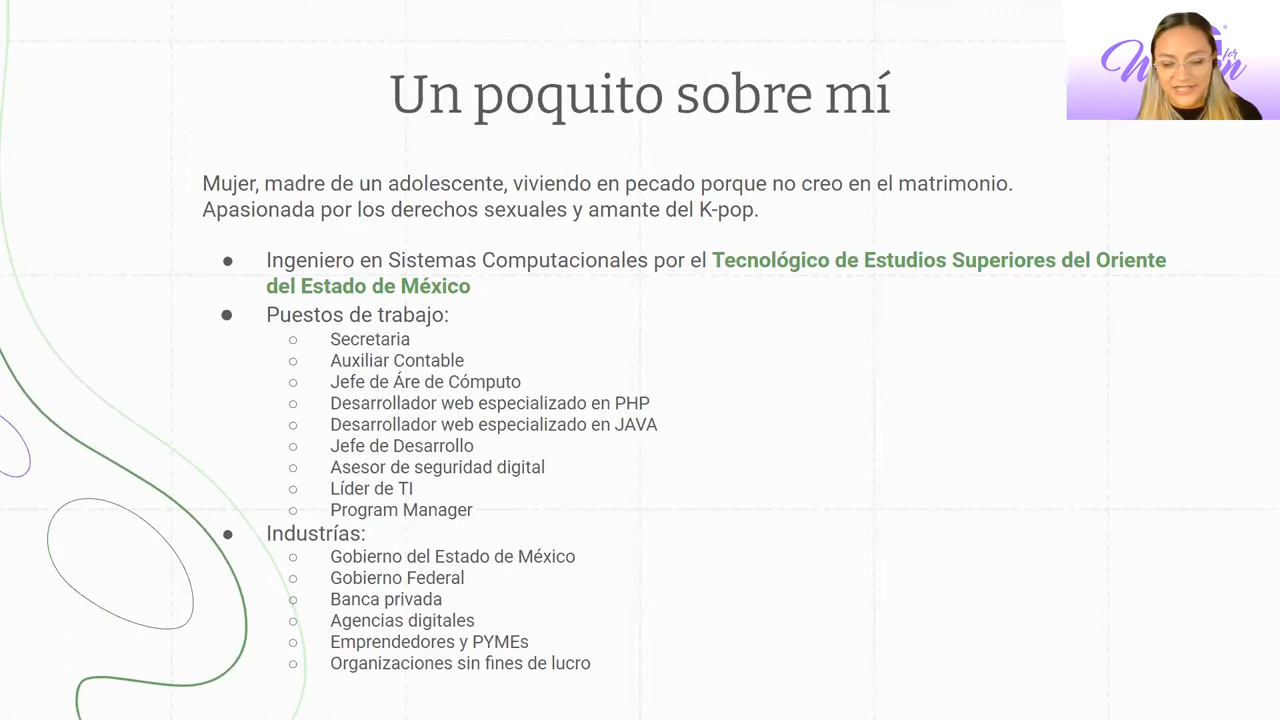 Un poquito sobre mí
Mujer, madre de un adolescente, viviendo en pecado porque no creo en el matrimonio.
Apasionada por los derechos sexuales y amante del K-pop.
● Ingeniero en Sistemas Computacionales por el Tecnológico de Estudios Superiores del Oriente
del Estado de México
● Puestos de trabajo:
○ Secretaria
○ Auxiliar Contable
○ Jefe de Áre de Cómputo
○ Desarrollador web especializado en PHP
○ Desarrollador web especializado en JAVA
○ Jefe de Desarrollo
○ Asesor de seguridad digital
○ Líder de TI
○ Program Manager
● Industrías:
○ Gobierno del Estado de México
○ Gobierno Federal
○ Banca privada
○ Agencias digitales
○ Emprendedores y PYMEs
○ Organizaciones sin fines de lucro